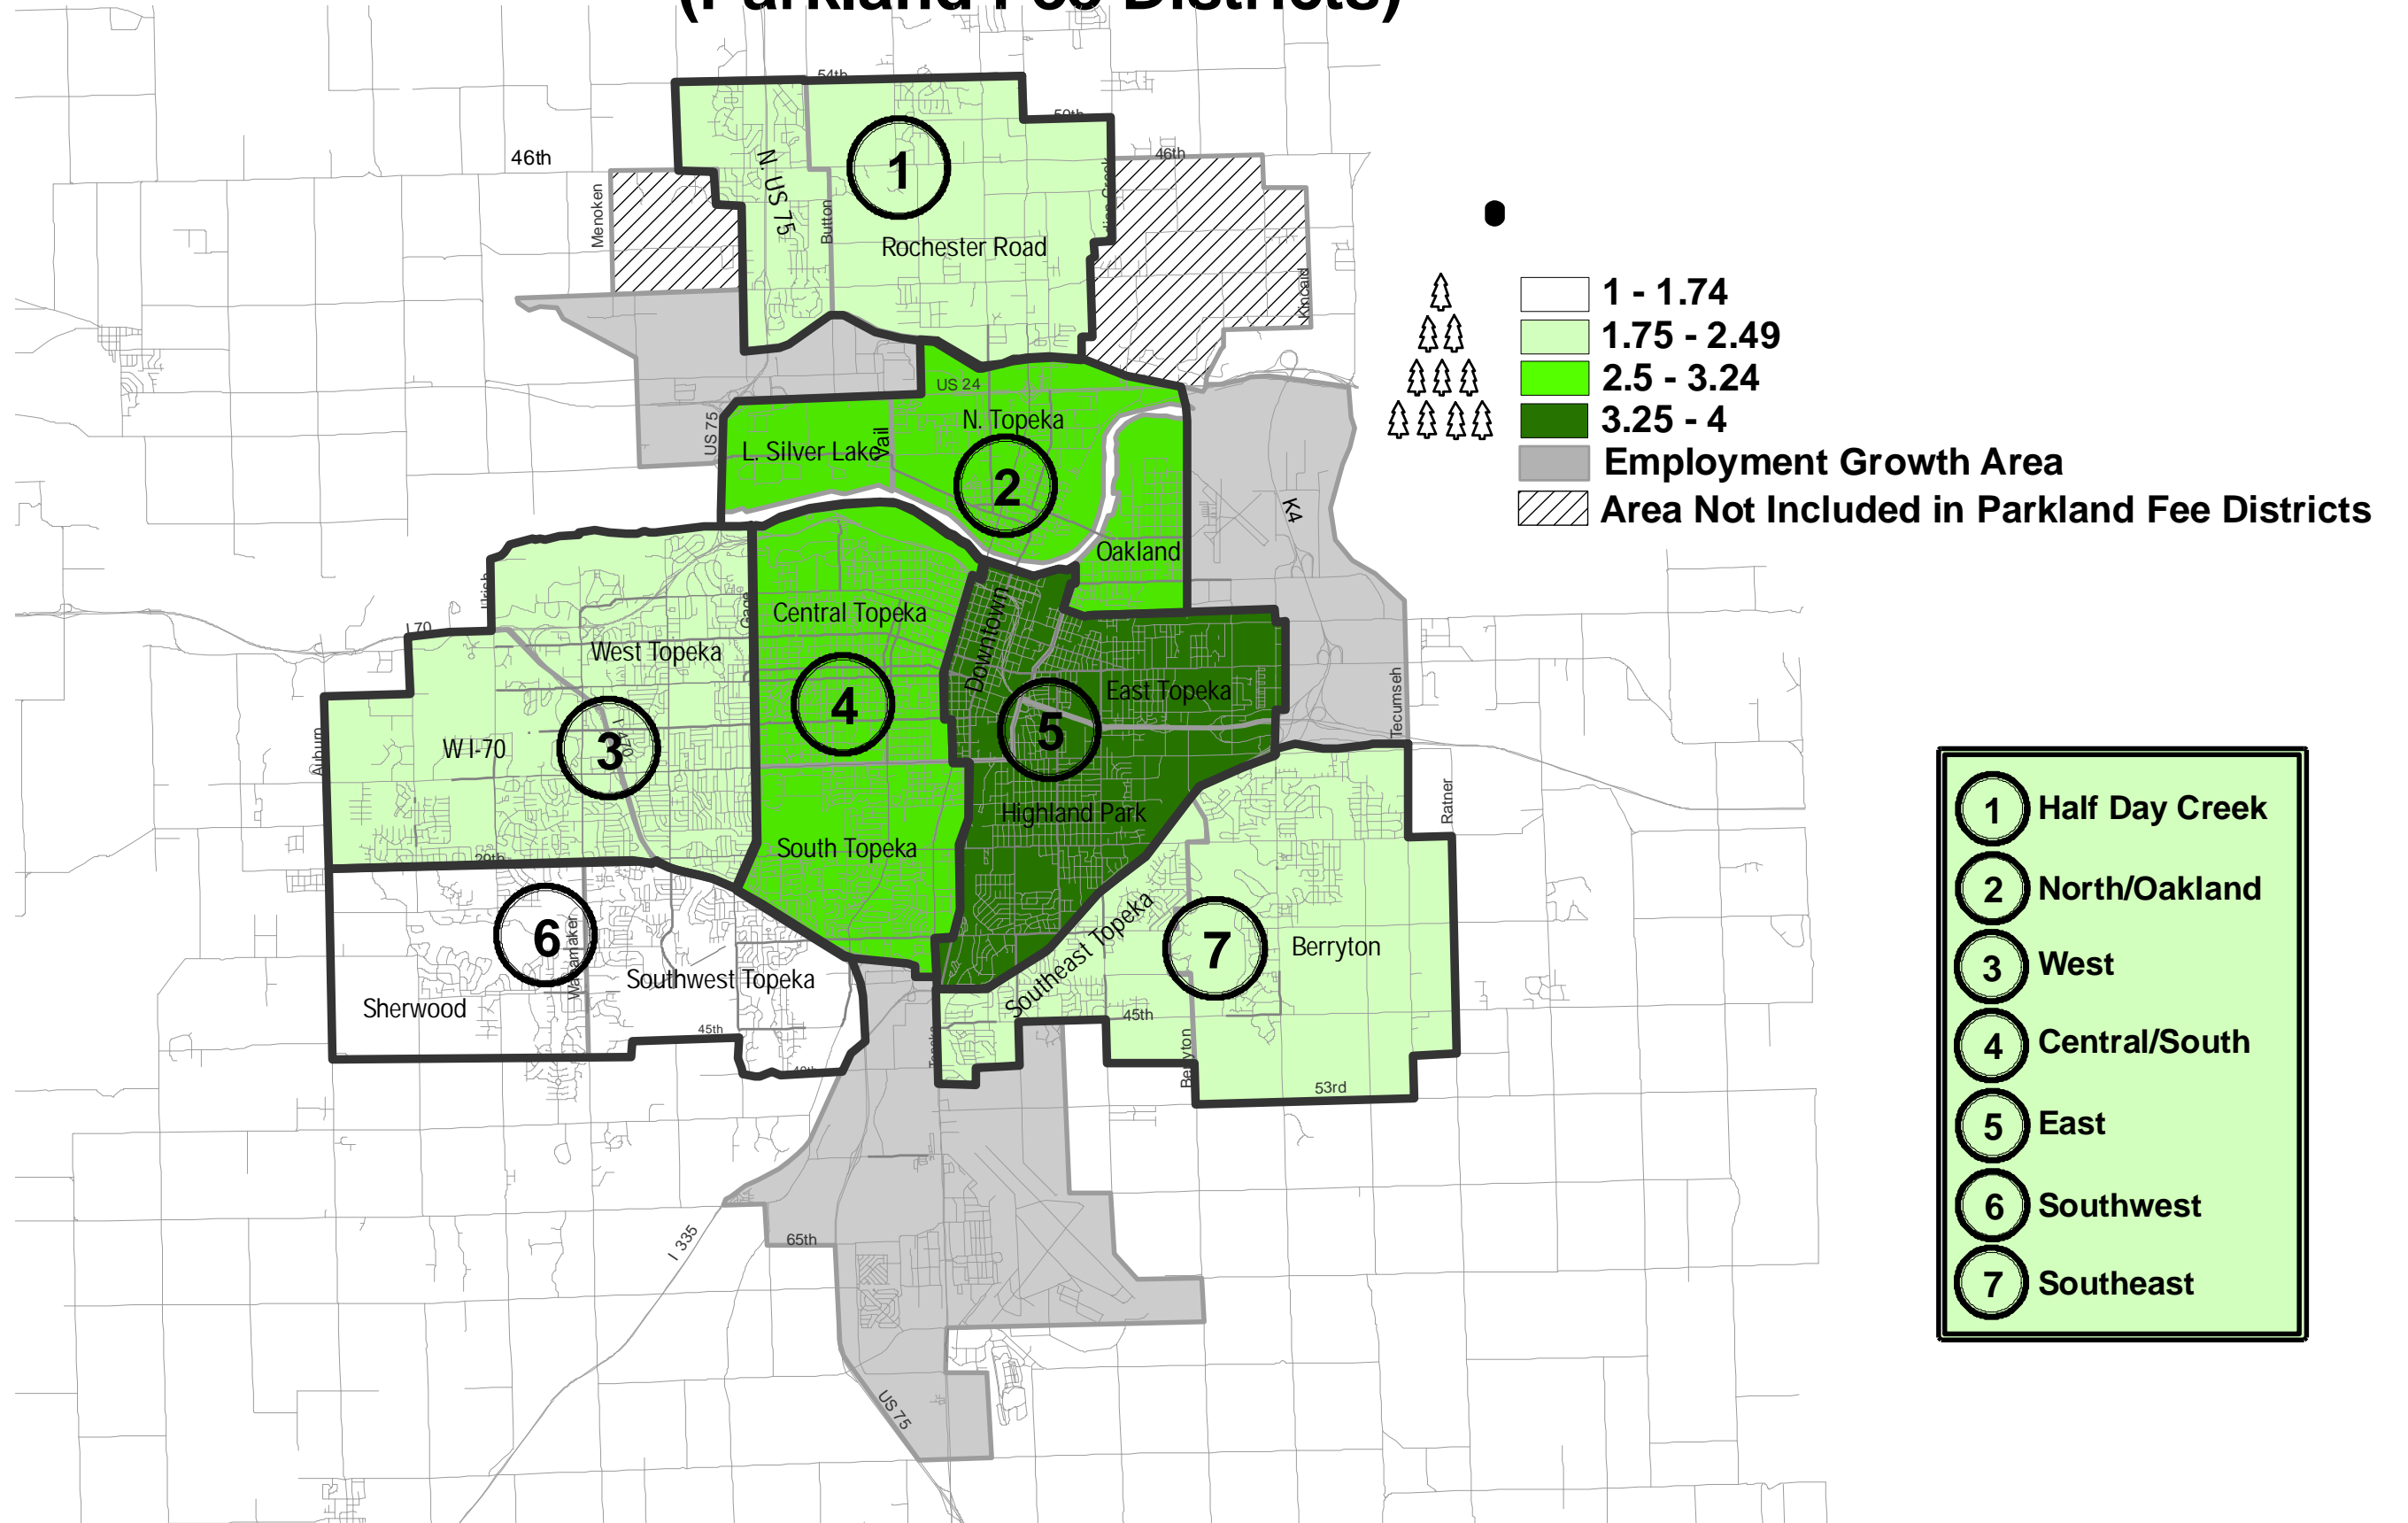 (Parkland Fee Districts)
54th
50th
46th
46th
Menoken
N. US 75
Button
1
Rochester Road
Kincaid
1 - 1.74
1.75 - 2.49
2.5 - 3.24
3.25 - 4
Employment Growth Area
Area Not Included in Parkland Fee Districts
US 24
US 75
N. Topeka
L. Silver Lake
Vail
2
K4
Oakland
Urish
I 70
Gage
Central Topeka
West Topeka
Downtown
4
East Topeka
Tecumseh
Auburn
W I-70
3
5
Ratner
Highland Park
South Topeka
29th
6
Wanamaker
Southwest Topeka
Sherwood
45th
Southeast Topeka
7
Berryton
45th
Topeka
Berryton
53rd
I 335
65th
US 75
1 Half Day Creek
2 North/Oakland
3 West
4 Central/South
5 East
6 Southwest
7 Southeast